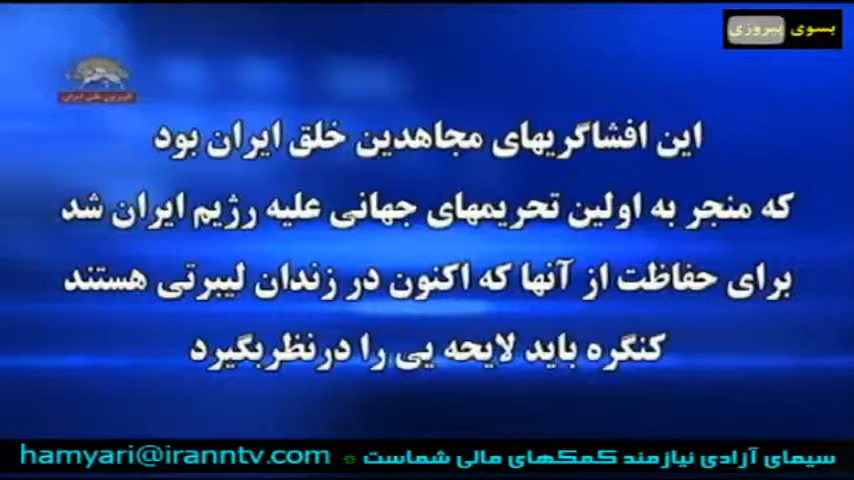 بسوی پیروزی
این افشاگریهای مجاهدین خلق ایران بود
که منجر به اولین تحریمهای جهانی علیه رژیم ایران شد
برای حفاظت از آنها که اکنون در زندان لیبرتی هستند
کنگره باید لایحه یی را درنظربگیرد
سیمای آزادی نیازمند کمکهای مالی شماست * hamyari@iranntv.com